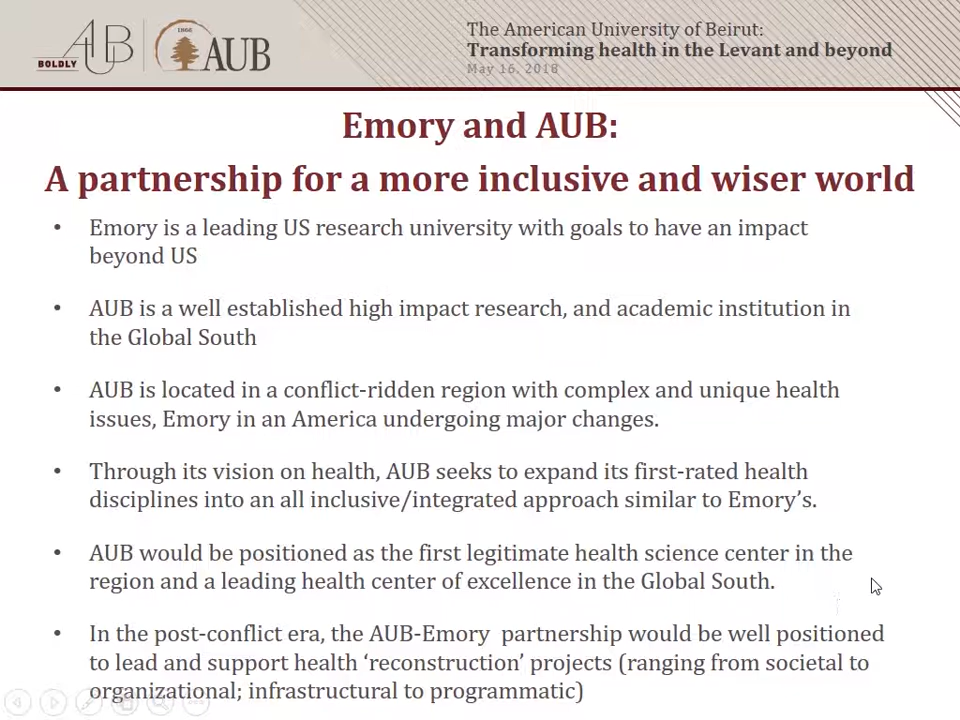 AUB
BOLDLY
1866
AUB
The American University of Beirut:
Transforming health in the Levant and beyond
May 16, 2018
Emory and AUB:
A partnership for a more inclusive and wiser world
• Emory is a leading US research university with goals to have an impact
beyond US
• AUB is a well established high impact research, and academic institution in
the Global South
• AUB is located in a conflict-ridden region with complex and unique health
issues, Emory in an America undergoing major changes.
• Through its vision on health, AUB seeks to expand its first-rated health
disciplines into an all inclusive/integrated approach similar to Emory’s.
• AUB would be positioned as the first legitimate health science center in the
region and a leading health center of excellence in the Global South.
• In the post-conflict era, the AUB-Emory partnership would be well positioned
to lead and support health ‘reconstruction’ projects (ranging from societal to
organizational; infrastructural to programmatic)